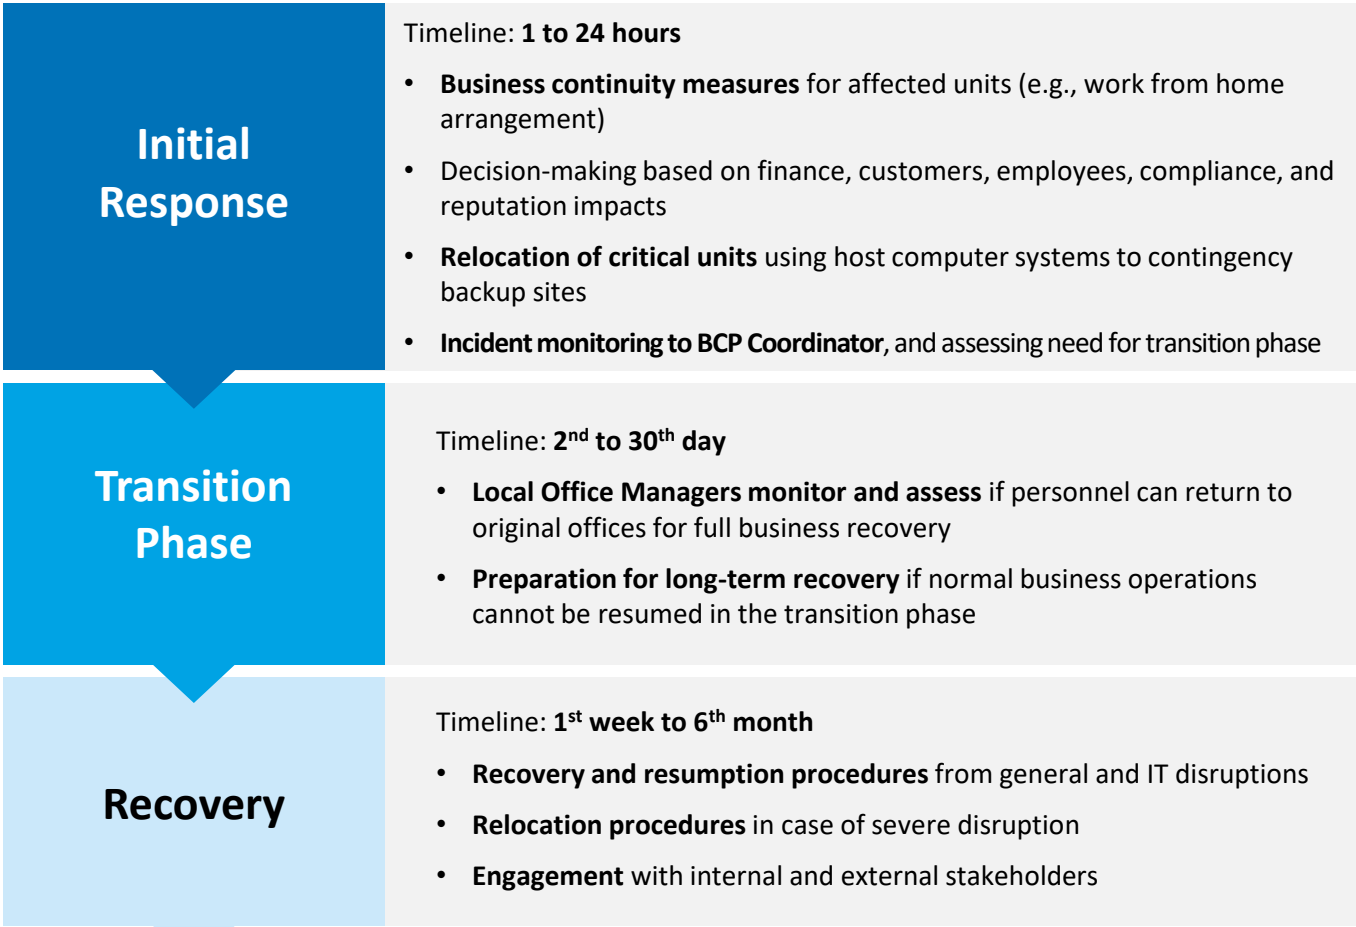 Initial
Response
Timeline: 1 to 24 hours
• Business continuity measures for affected units (e.g., work from home
arrangement)
• Decision-making based on finance, customers, employees, compliance, and
reputation impacts
• Relocation of critical units using host computer systems to contingency
backup sites
• Incident monitoring to BCP Coordinator, and assessing need for transition phase
Transition
Phase
Timeline: 2nd to 30th day
• Local Office Managers monitor and assess if personnel can return to
original offices for full business recovery
• Preparation for long-term recovery if normal business operations
cannot be resumed in the transition phase
Recovery
Timeline: 1st week to 6th month
• Recovery and resumption procedures from general and IT disruptions
• Relocation procedures in case of severe disruption
• Engagement with internal and external stakeholders